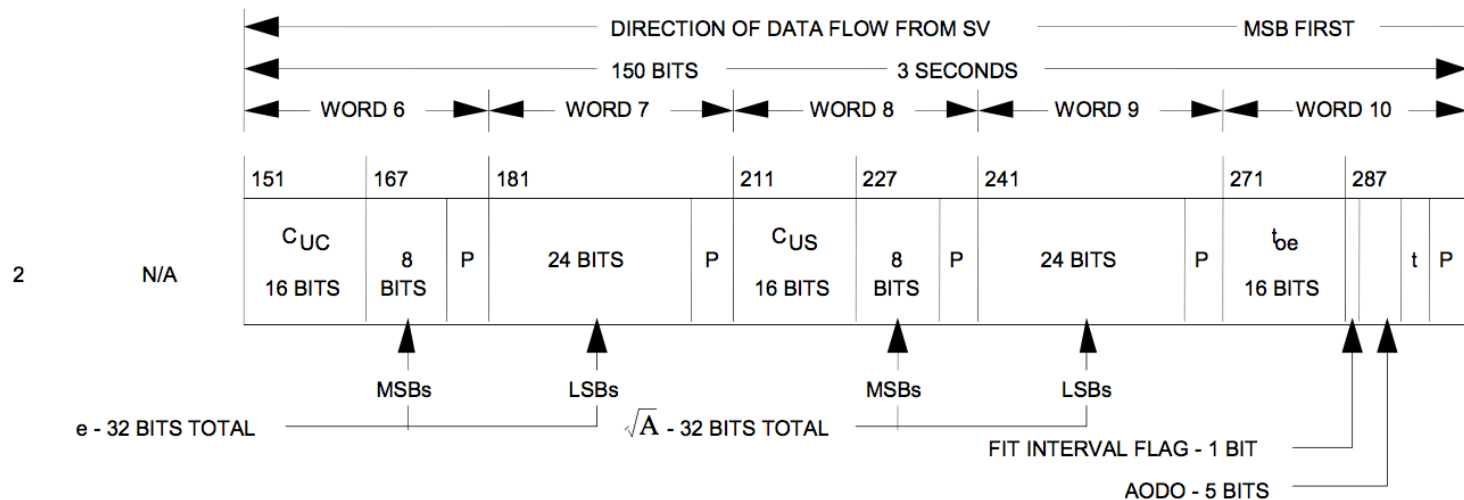 DIRECTION OF DATA FLOW FROM SV MSB FIRST
150 BITS 3 SECONDS
WORD 6 WORD 7 WORD 8 WORD 9 WORD 10
151 167 181 211 227 241 271 287
C UC C US t oe
2 N/A 8 P 24 BITS P 8 P 24 BITS P t P
16 BITS BITS 16 BITS BITS 16 BITS
MSBs LSBs MSBs LSBs
e - 32 BITS TOTAL √A - 32 BITS TOTAL
FIT INTERVAL FLAG - 1 BIT
AODO - 5 BITS